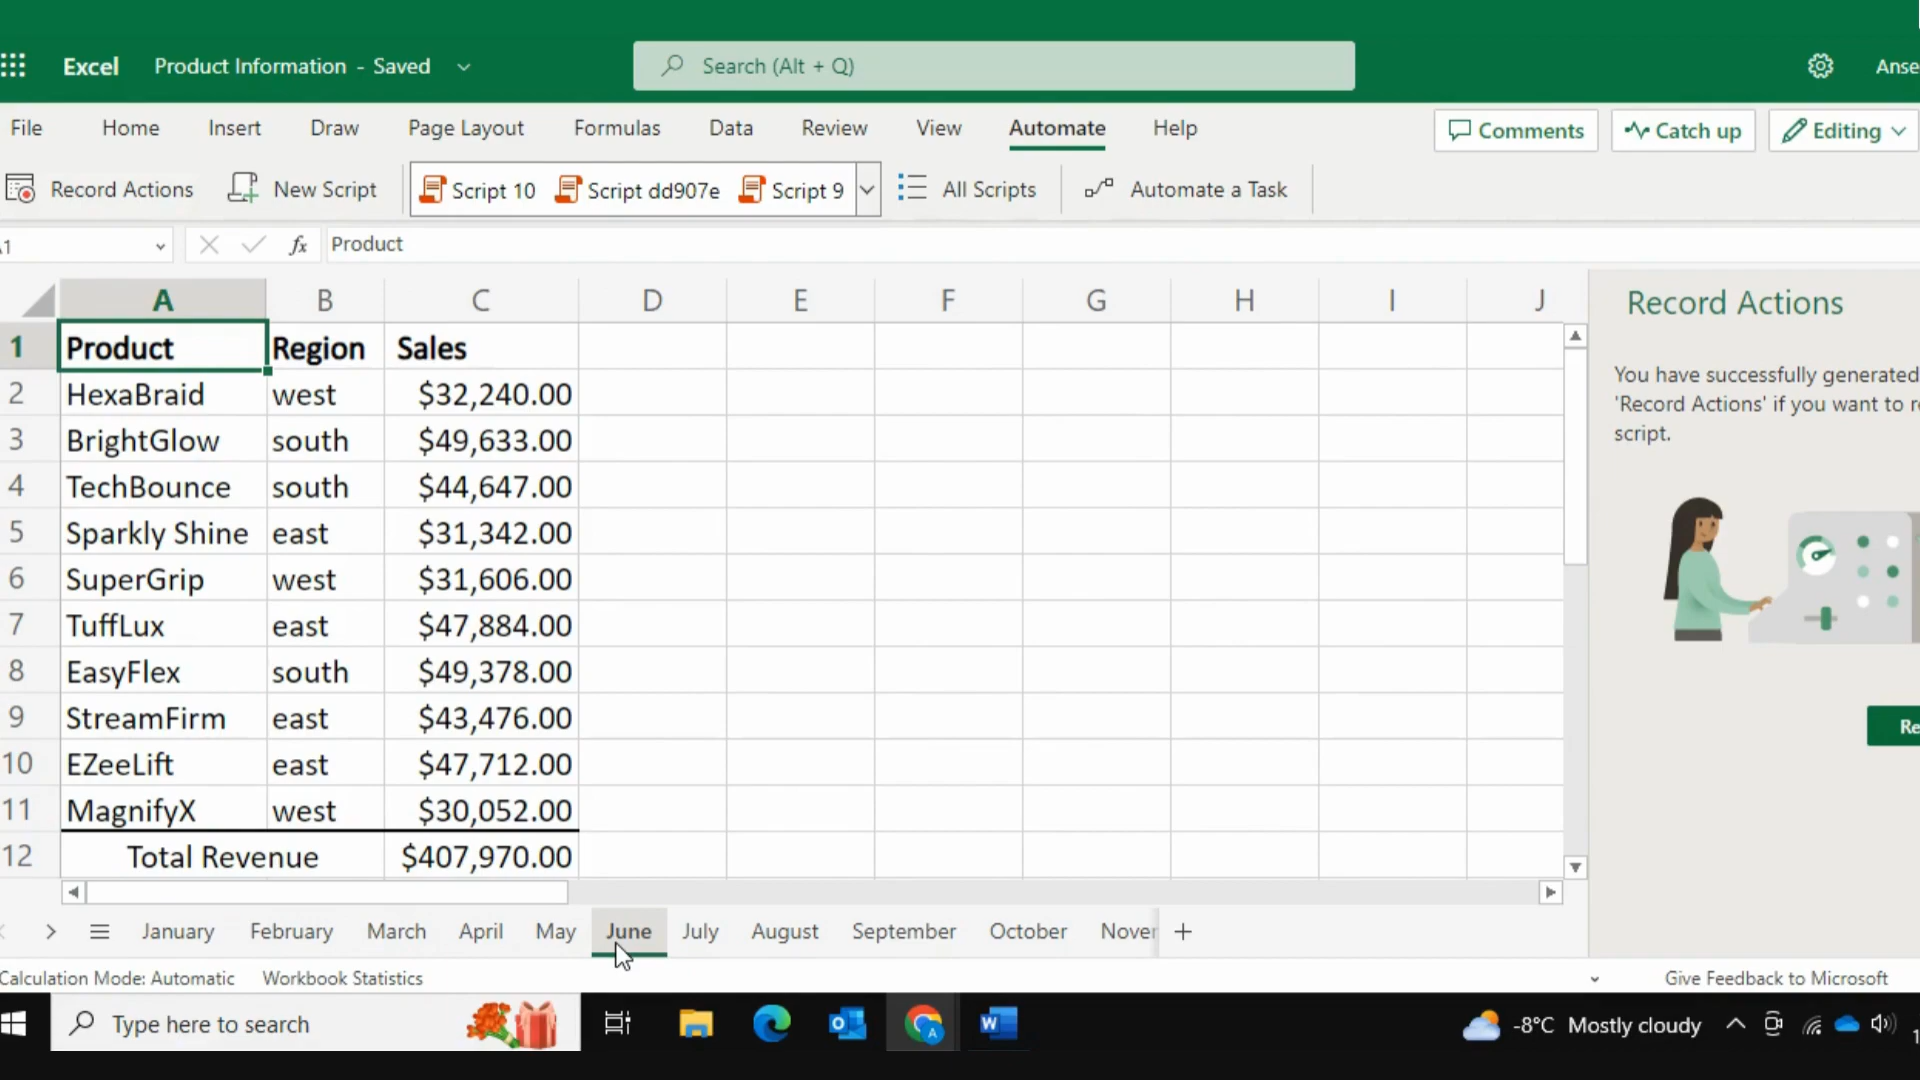 Excel Product Information - Saved Search (Alt + Q) Anse
File Home Insert Draw Page Layout Formulas Data Review View Automate Help Comments Catch up Editing
Record Actions New Script Script 10 Script dd907e Script 9 All Scripts Automate a Task
A1 fx Product
A B C D E F G H I J
1 Product Region Sales
2 HexaBraid west $32,240.00
3 BrightGlow south $49,633.00
4 TechBounce south $44,647.00
5 Sparkly Shine east $31,342.00
6 SuperGrip west $31,606.00
7 TuffLux east $47,884.00
8 EasyFlex south $49,378.00
9 StreamFirm east $43,476.00
10 EZeeLift east $47,712.00
11 MagnifyX west $30,052.00
12 Total Revenue $407,970.00
Record Actions
You have successfully generated
'Record Actions' if you want to r
script.
Re
January February March April May June July August September October Nover
Calculation Mode: Automatic Workbook Statistics Give Feedback to Microsoft
Type here to search -8°C Mostly cloudy 1